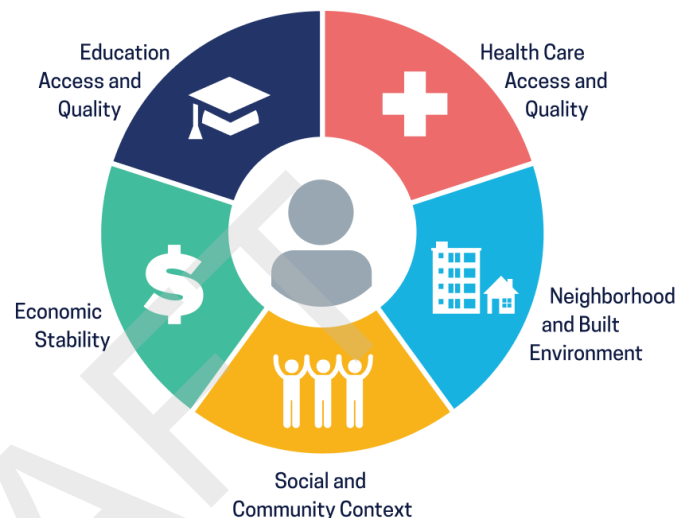 Education
Access and
Quality
Health Care
Access and
Quality
Economic
Stability
$
Neighborhood
and Built
Environment
Social and
Community Context
AFT